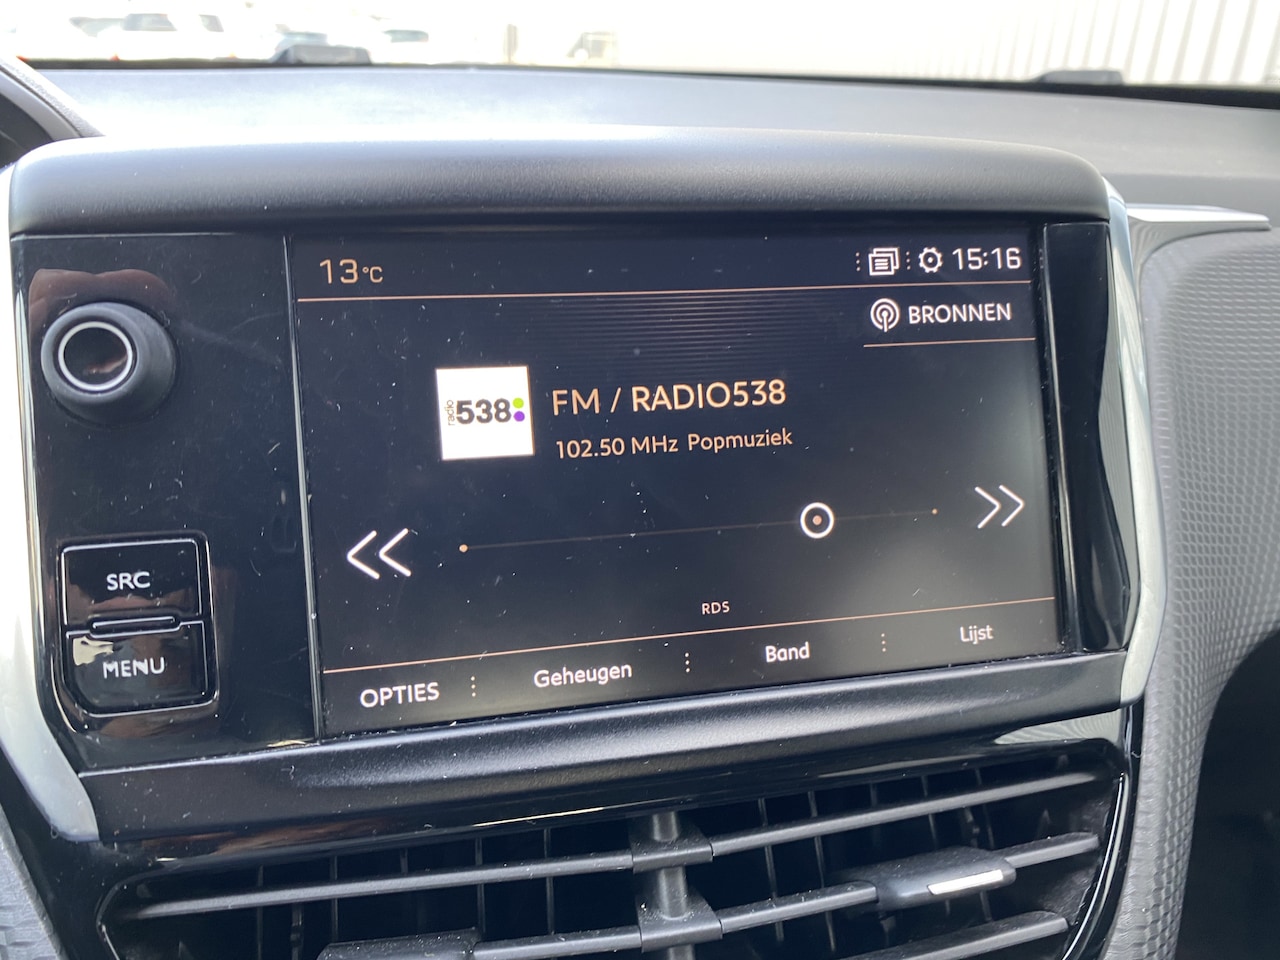 13°C
15:16
BRONNEN
radio 538
FM / RADIO538
102.50 MHz Popmuziek
SRC
MENU
RDS
OPTIES
Geheugen
Band
Lijst